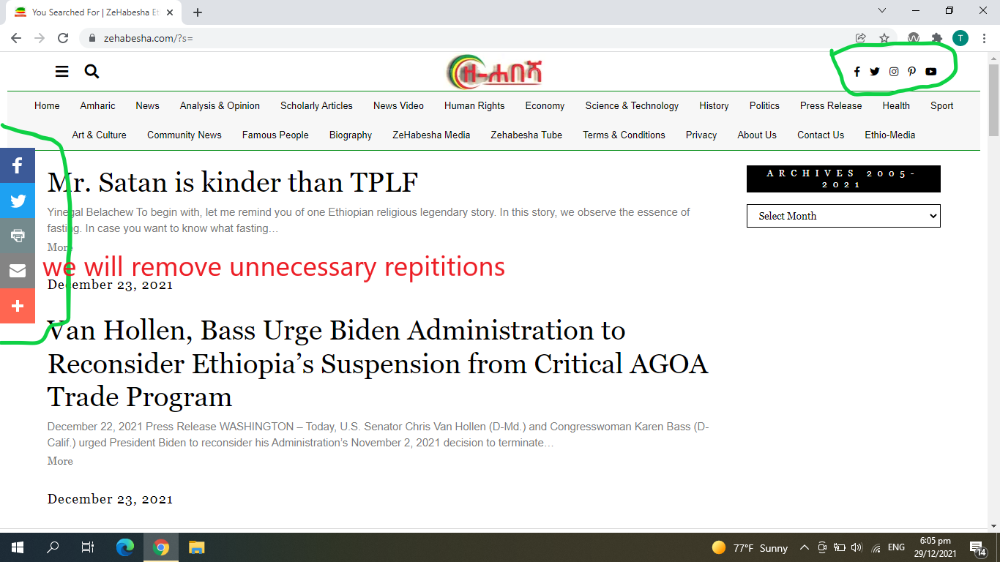 You Searched For | ZeHabesha Et
zehabesha.com/?s=
T
ዘ-ሐበሻ
Home Amharic News Analysis & Opinion Scholarly Articles News Video Human Rights Economy Science & Technology History Politics Press Release Health Sport
Art & Culture Community News Famous People Biography ZeHabesha Media Zehabesha Tube Terms & Conditions Privacy About Us Contact Us Ethio-Media
Mr. Satan is kinder than TPLF
Yinegal Belachew To begin with, let me remind you of one Ethiopian religious legendary story. In this story, we observe the essence of
fasting. In case you want to know what fasting…
More
we will remove unnecessary repititions
December 23, 2021
Van Hollen, Bass Urge Biden Administration to
Reconsider Ethiopia’s Suspension from Critical AGOA
Trade Program
December 22, 2021 Press Release WASHINGTON – Today, U.S. Senator Chris Van Hollen (D-Md.) and Congresswoman Karen Bass (D-
Calif.) urged President Biden to reconsider his Administration’s November 2, 2021 decision to terminate…
More
December 23, 2021
ARCHIVES 2005-
2021
Select Month
77°F Sunny
ENG
6:05 pm
29/12/2021
14